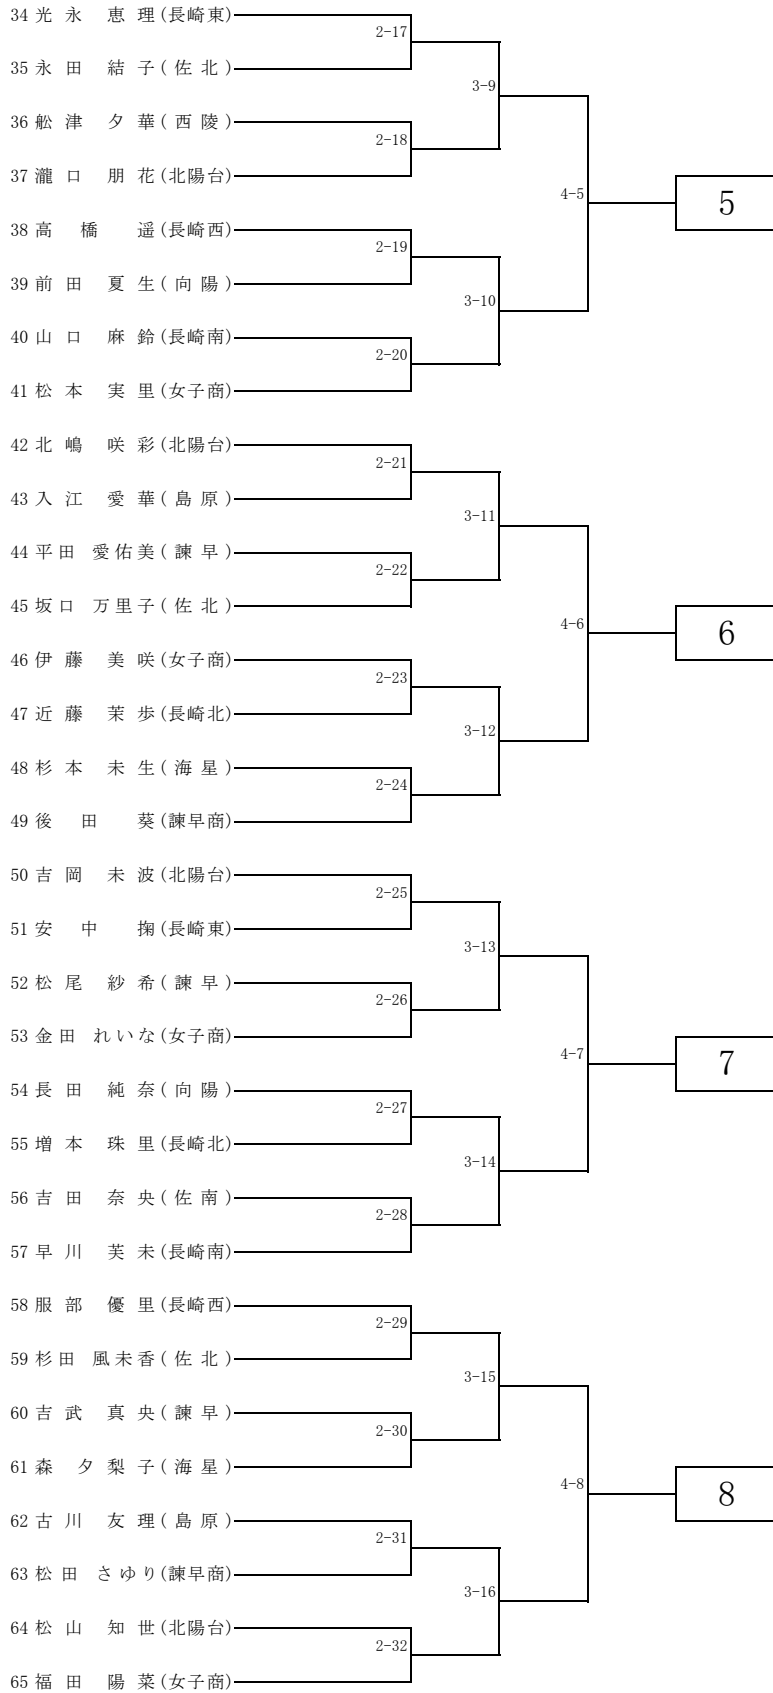 34 光永 恵理(長崎東)
2-17
35 永田 結子(佐北)
3-9
36 舩津 夕華(西陵)
2-18
37 瀧口 朋花(北陽台)
4-5
5
38 高橋 遥(長崎西)
2-19
39 前田 夏生(向陽)
3-10
40 山口 麻鈴(長崎南)
2-20
41 松本 実里(女子商)
42 北嶋 咲彩(北陽台)
2-21
43 入江 愛華(島原)
3-11
44 平田 愛佑美(諫早)
2-22
45 坂口 万里子(佐北)
4-6
6
46 伊藤 美咲(女子商)
2-23
47 近藤 茉歩(長崎北)
3-12
48 杉本 未生(海星)
2-24
49 後田 葵(諫早商)
50 吉岡 未波(北陽台)
2-25
51 安中 掬(長崎東)
3-13
52 松尾 紗希(諫早)
2-26
53 金田 れいな(女子商)
4-7
7
54 長田 純奈(向陽)
2-27
55 増本 珠里(長崎北)
3-14
56 吉田 奈央(佐南)
2-28
57 早川 芙未(長崎南)
58 服部 優里(長崎西)
2-29
59 杉田 風未香(佐北)
3-15
60 吉武 真央(諫早)
2-30
61 森 夕梨子(海星)
4-8
8
62 古川 友理(島原)
2-31
63 松田 さゆり(諫早商)
3-16
64 松山 知世(北陽台)
2-32
65 福田 陽菜(女子商)